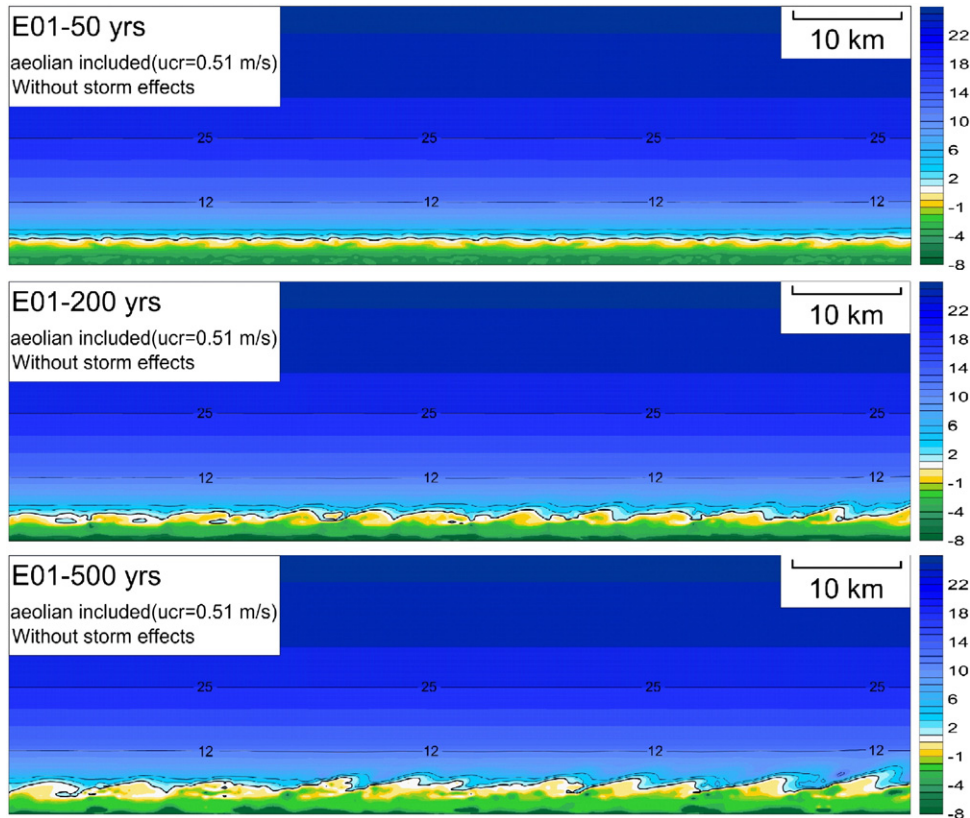 E01-50 yrs
aeolian included(ucr=0.51 m/s)
Without storm effects
10 km
25 25 25 25
12 12 12 12
22
18
14
10
6
2
-1
-4
-8
E01-200 yrs
aeolian included(ucr=0.51 m/s)
Without storm effects
10 km
25 25 25
12 12 12
22
18
14
10
6
2
-1
-4
-8
E01-500 yrs
aeolian included(ucr=0.51 m/s)
Without storm effects
10 km
25 25 25
12 12 12
22
18
14
10
6
2
-1
-4
-8